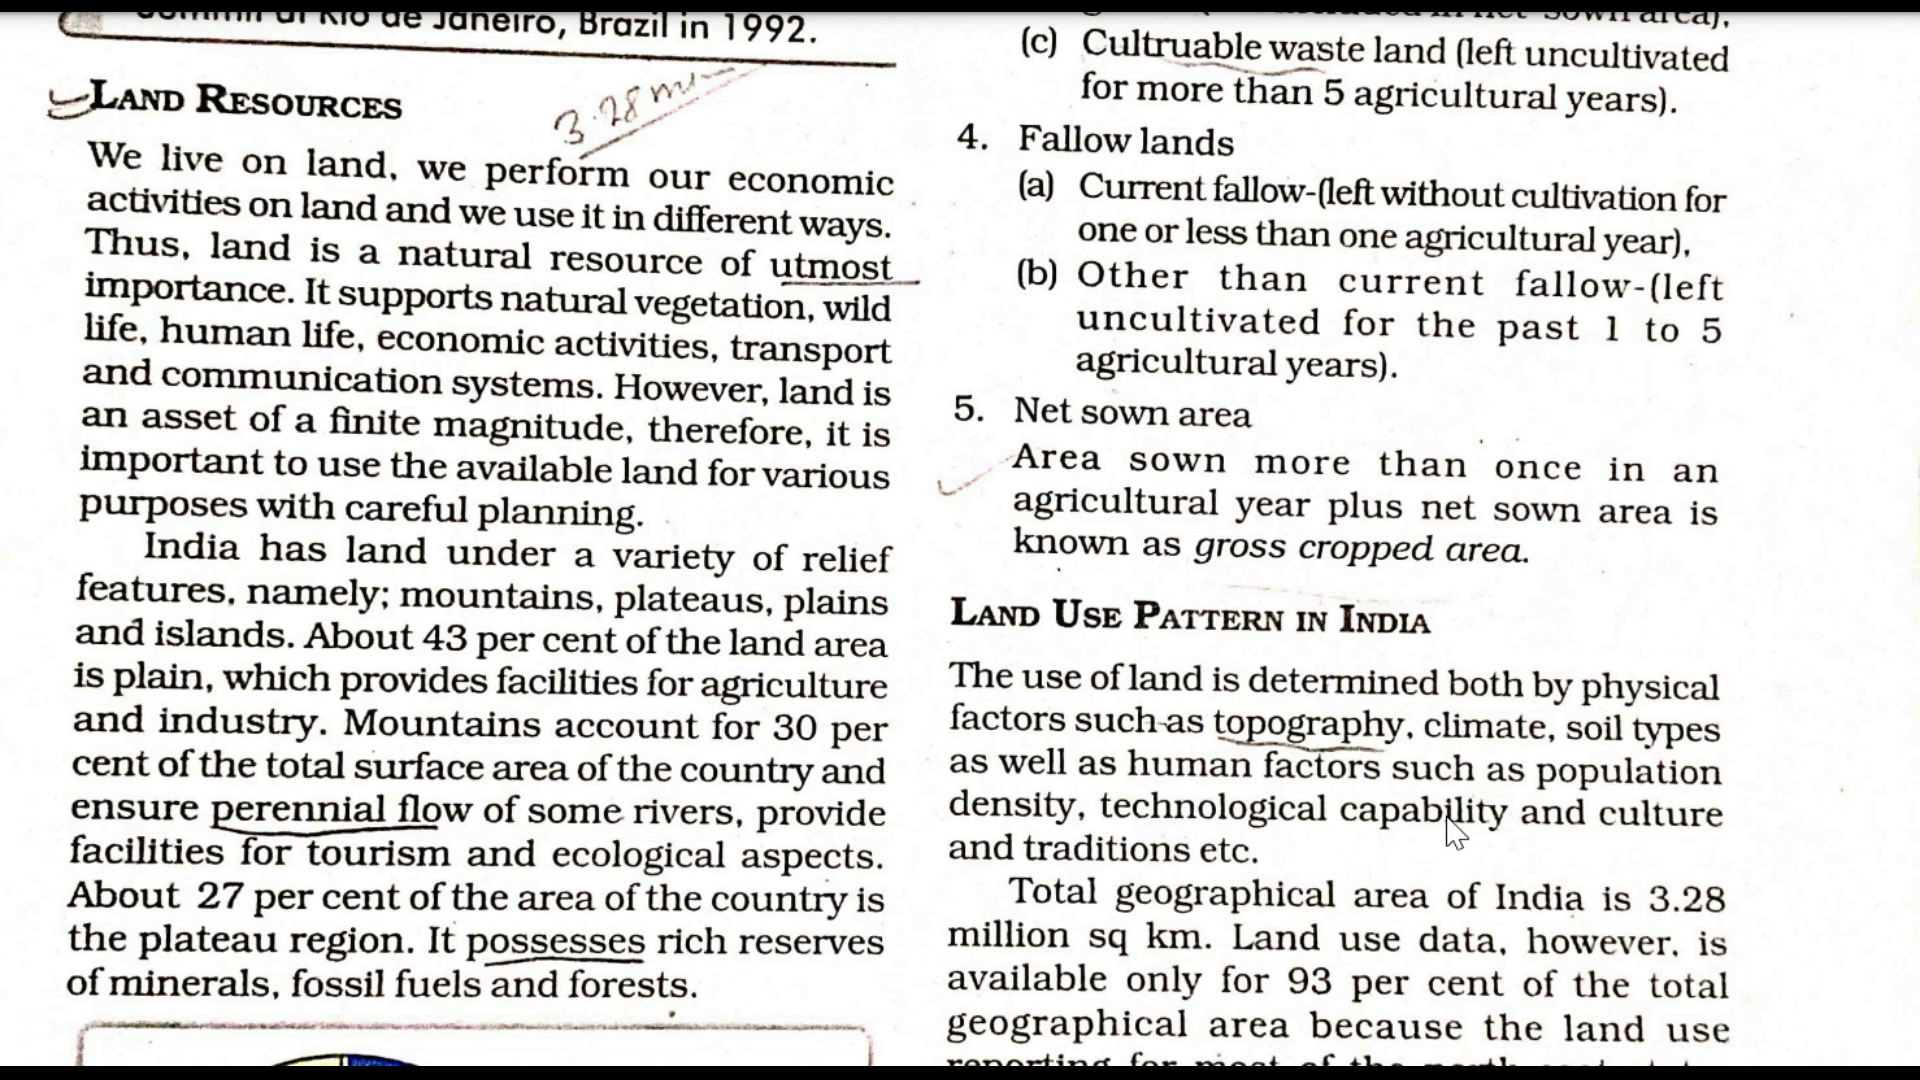 Summit at Rio de Janeiro, Brazil in 1992.
LAND RESOURCES
3.28 m
We live on land, we perform our economic
activities on land and we use it in different ways.
Thus, land is a natural resource of utmost
importance. It supports natural vegetation, wild
life, human life, economic activities, transport
and communication systems. However, land is
an asset of a finite magnitude, therefore, it is
important to use the available land for various
purposes with careful planning.
India has land under a variety of relief
features, namely; mountains, plateaus, plains
and islands. About 43 per cent of the land area
is plain, which provides facilities for agriculture
and industry. Mountains account for 30 per
cent of the total surface area of the country and
ensure perennial flow of some rivers, provide
facilities for tourism and ecological aspects.
About 27 per cent of the area of the country is
the plateau region. It possesses rich reserves
of minerals, fossil fuels and forests.
in net sown area),
(c) Cultruable waste land (left uncultivated
for more than 5 agricultural years).
4. Fallow lands
(a) Current fallow-(left without cultivation for
one or less than one agricultural year),
(b) Other than current fallow-(left
uncultivated for the past 1 to 5
agricultural years).
5. Net sown area
Area sown more than once in an
agricultural year plus net sown area is
known as gross cropped area.
LAND USE PATTERN IN INDIA
The use of land is determined both by physical
factors such as topography, climate, soil types
as well as human factors such as population
density, technological capability and culture
and traditions etc.
Total geographical area of India is 3.28
million sq km. Land use data, however, is
available only for 93 per cent of the total
geographical area because the land use
reporting for most of the north